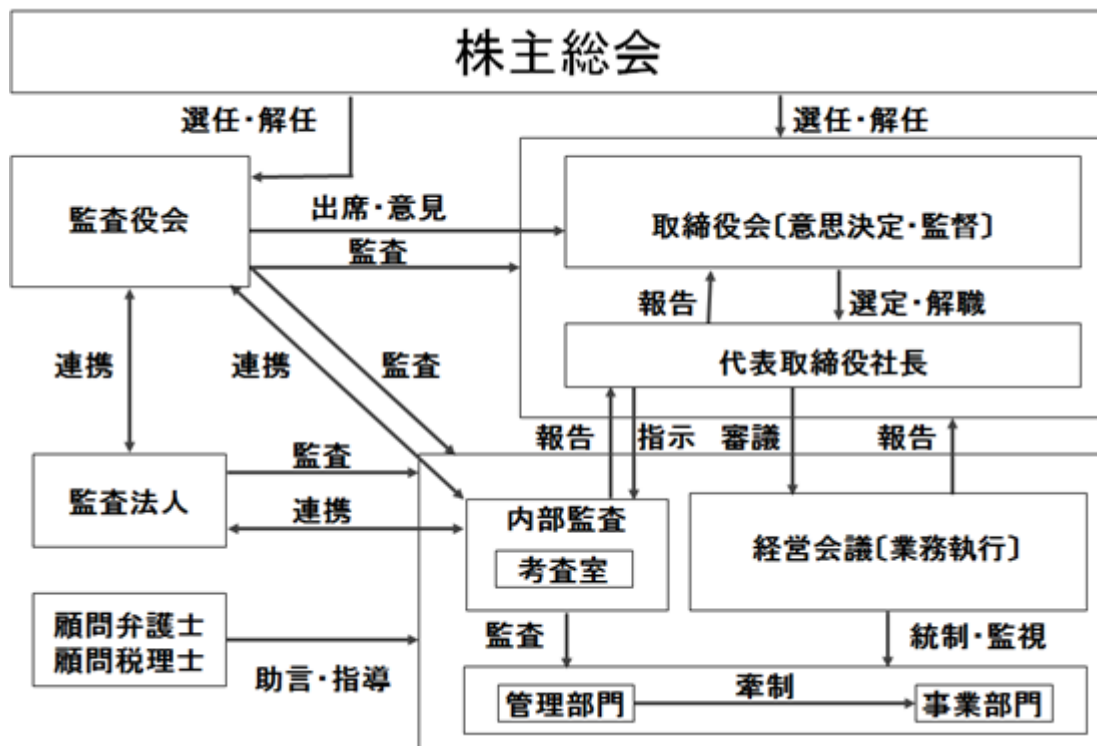 株主総会
選任・解任
選任・解任
監査役会
出席・意見
取締役会〔意思決定・監督〕
監査
報告
選定・解職
代表取締役社長
連携
連携
監査
報告
指示
審議
報告
監査法人
監査
連携
内部監査
考査室
経営会議〔業務執行〕
顧問弁護士
顧問税理士
助言・指導
監査
統制・監視
管理部門
牽制
事業部門